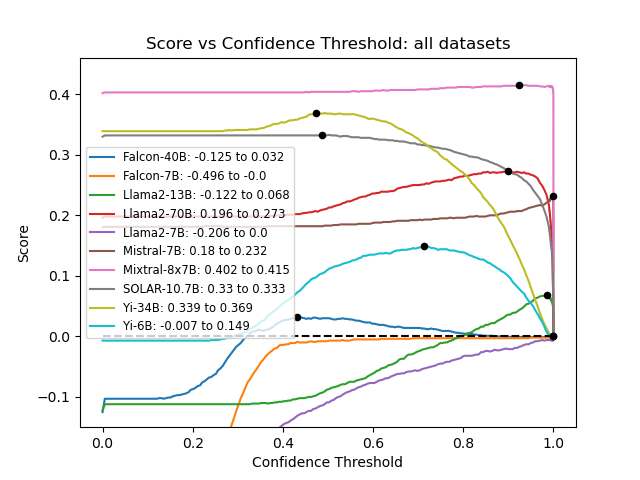 Score vs Confidence Threshold: all datasets
Score
0.4
0.3
0.2
0.1
0.0
−0.1
Falcon-40B: -0.125 to 0.032
Falcon-7B: -0.496 to -0.0
Llama2-13B: -0.122 to 0.068
Llama2-70B: 0.196 to 0.273
Llama2-7B: -0.206 to 0.0
Mistral-7B: 0.18 to 0.232
Mixtral-8x7B: 0.402 to 0.415
SOLAR-10.7B: 0.33 to 0.333
Yi-34B: 0.339 to 0.369
Yi-6B: -0.007 to 0.149
0.0 0.2 0.4 0.6 0.8 1.0
Confidence Threshold